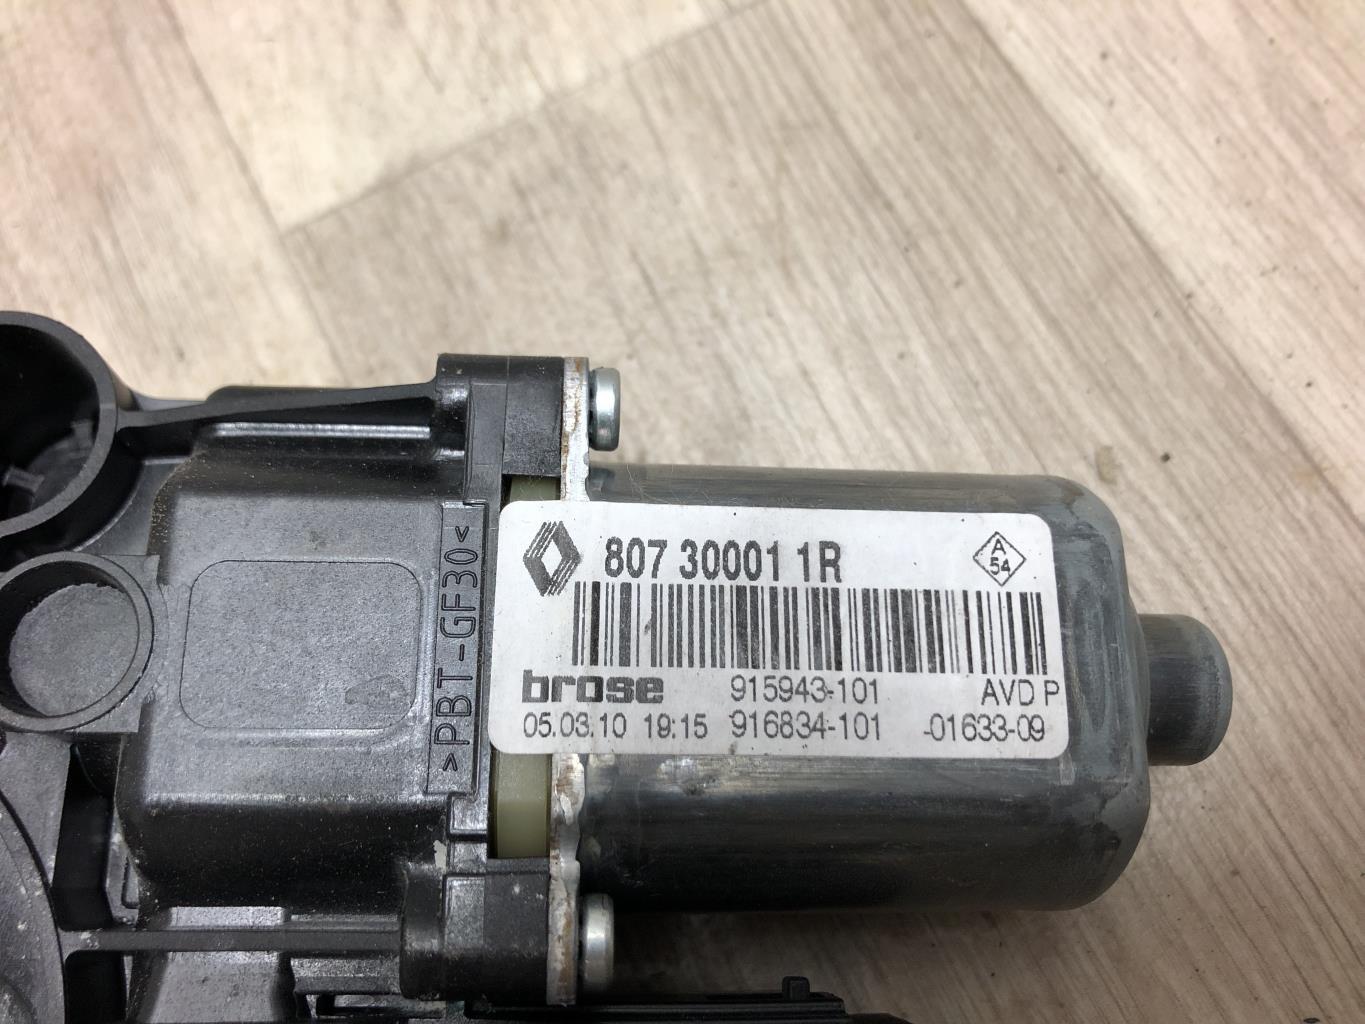 >PBT-GF30<
807 30001 1R
A
54
brose 915943-101 AVD P
05.03.10 19:15 916834-101 -01633-09